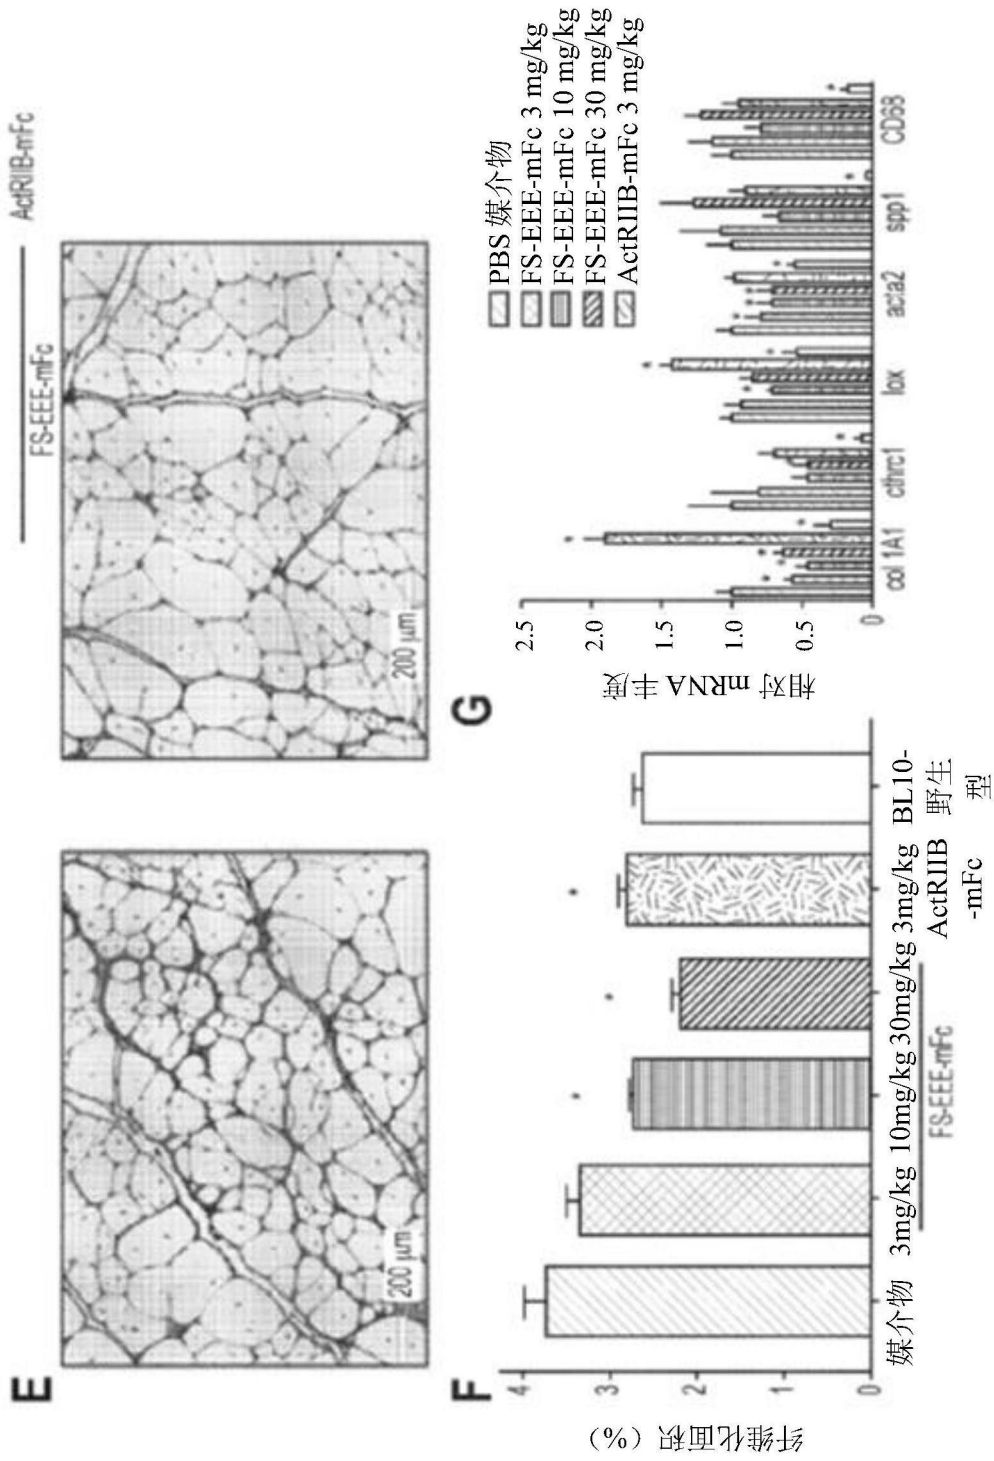 FS-EEE-mFc
ActRIIB-mFc
E
200 µm
200 µm
F
纤维化面积（%）
4
3
2
1
0
媒介物
3mg/kg
10mg/kg
30mg/kg
3mg/kg
ActRIIB
-mFc
BL10-
野生
型
FS-EEE-mFc
G
相对 mRNA 丰度
2.5
2.0
1.5
1.0
0.5
0
col 1A1
cthrc1
lox
acta2
spp1
CD68
PBS 媒介物
FS-EEE-mFc 3 mg/kg
FS-EEE-mFc 10 mg/kg
FS-EEE-mFc 30 mg/kg
ActRIIB-mFc 3 mg/kg